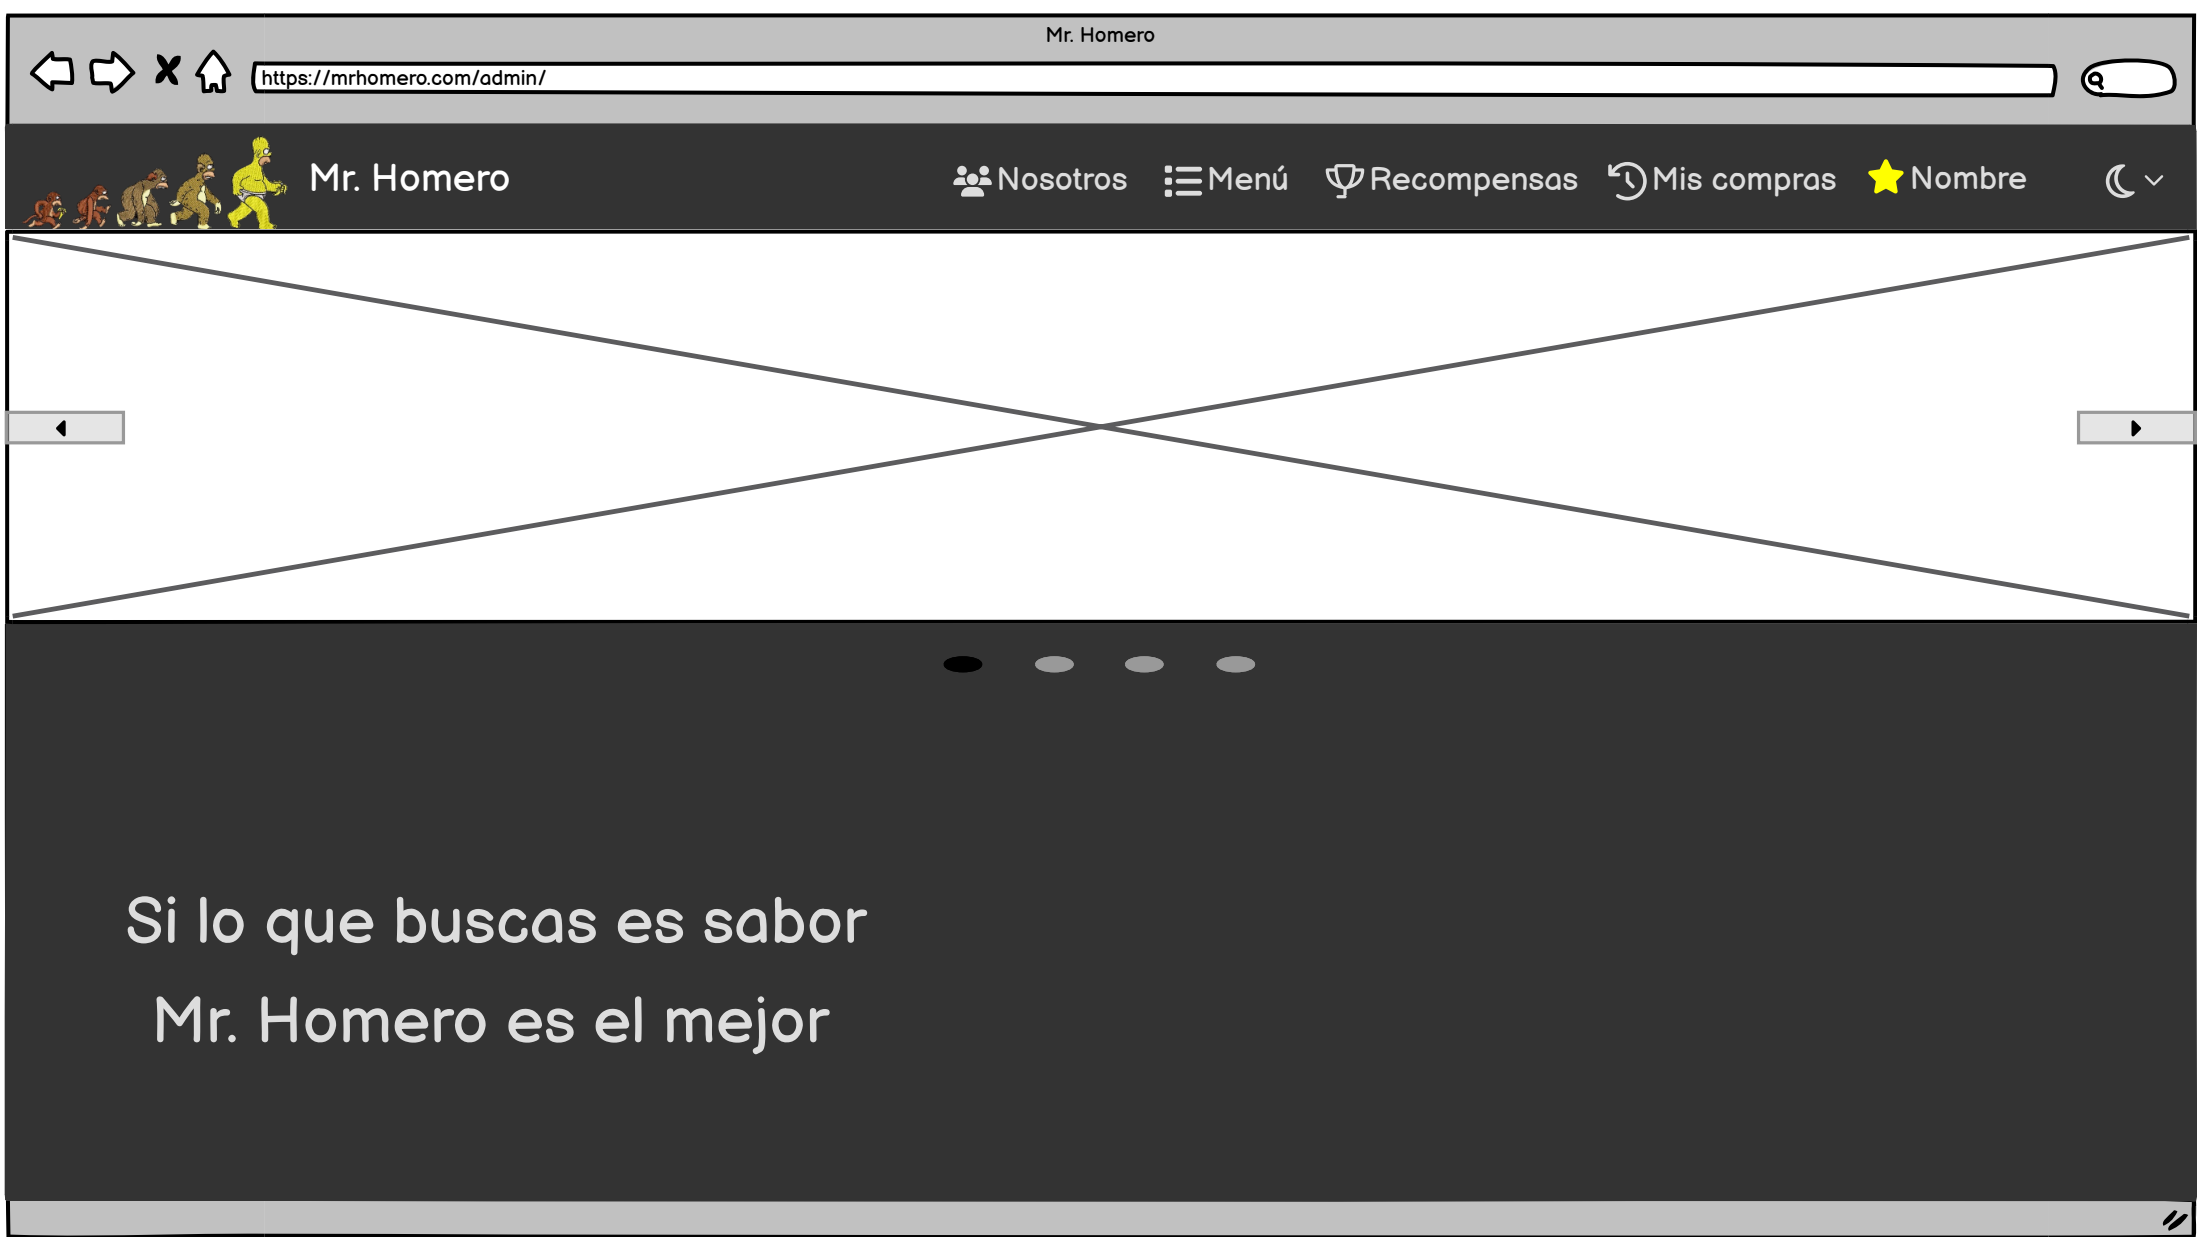 Mr. Homero
https://mrhomero.com/admin/
Mr. Homero
Nosotros
Menú
Recompensas
Mis compras
Nombre
Si lo que buscas es sabor
Mr. Homero es el mejor